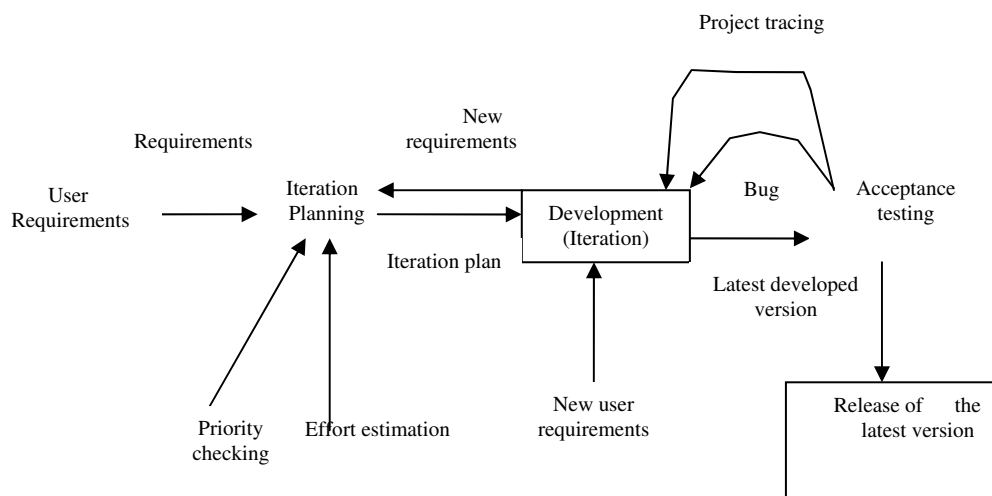 Project tracing
New
requirements
Requirements
User
Requirements
Iteration
Planning
Iteration plan
Development
(Iteration)
Bug
Acceptance
testing
Latest developed
version
Priority
checking
Effort estimation
New user
requirements
Release of the
latest version